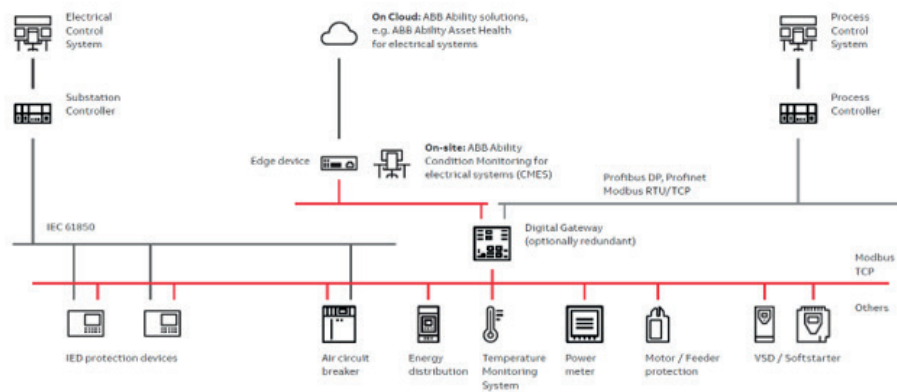 Electrical
Control
System
On Cloud: ABB Ability solutions,
e.g. ABB Ability Asset Health
for electrical systems
Process
Control
System
Substation
Controller
Process
Controller
Edge device
On-site: ABB Ability
Condition Monitoring for
electrical systems (CMES)
Profibus DP, Profinet
Modbus RTU/TCP
IEC 61850
Digital Gateway
(optionally redundant)
Modbus
TCP
Others
IED protection devices
Air circuit
breaker
Energy
distribution
Temperature
Monitoring
System
Power
meter
Motor / Feeder
protection
VSD / Softstarter